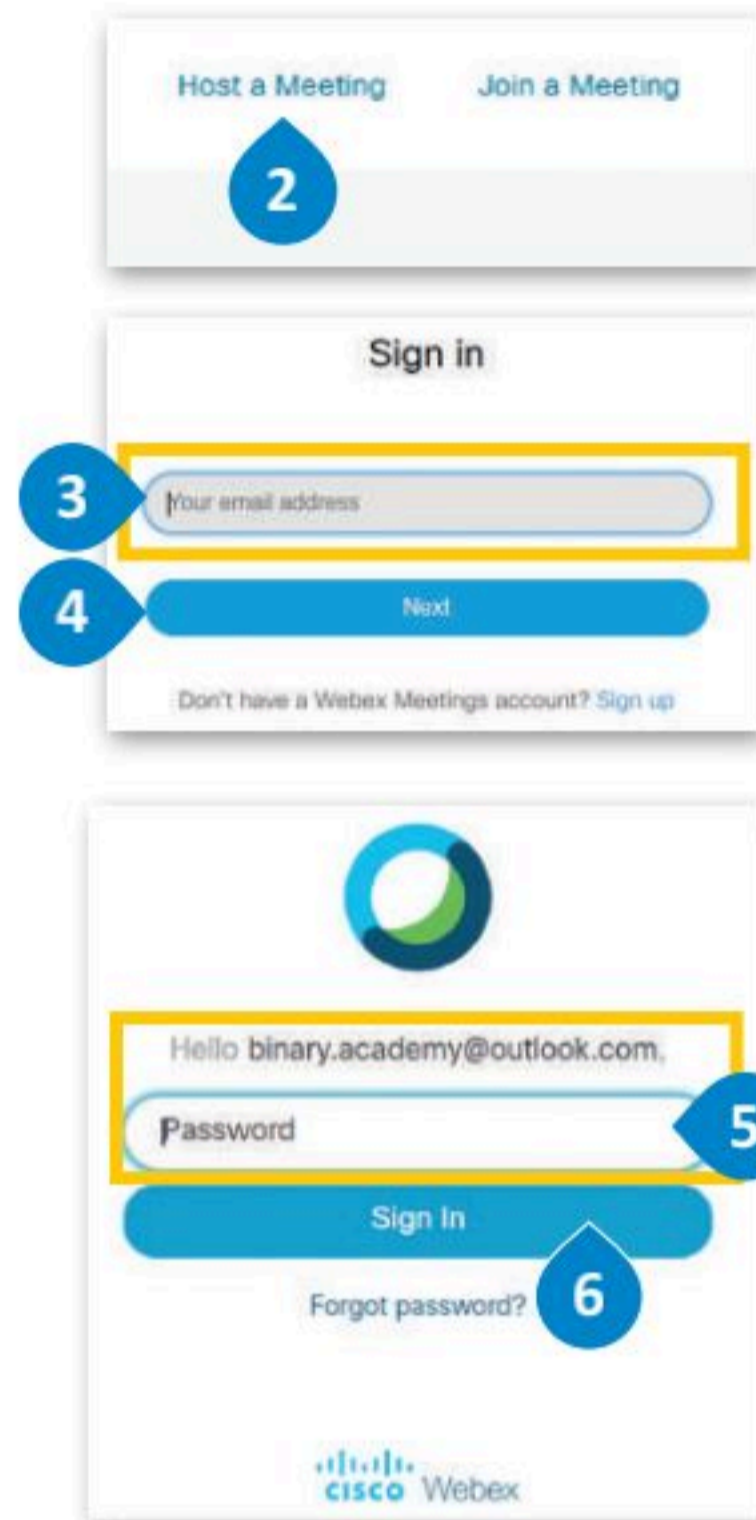 Host a Meeting Join a Meeting
2
Sign in
3
Your email address
4
Next
Don't have a Webex Meetings account? Sign up
Hello binary.academy@outlook.com,
Password
5
Sign In
Forgot password?
6
CISCO Webex